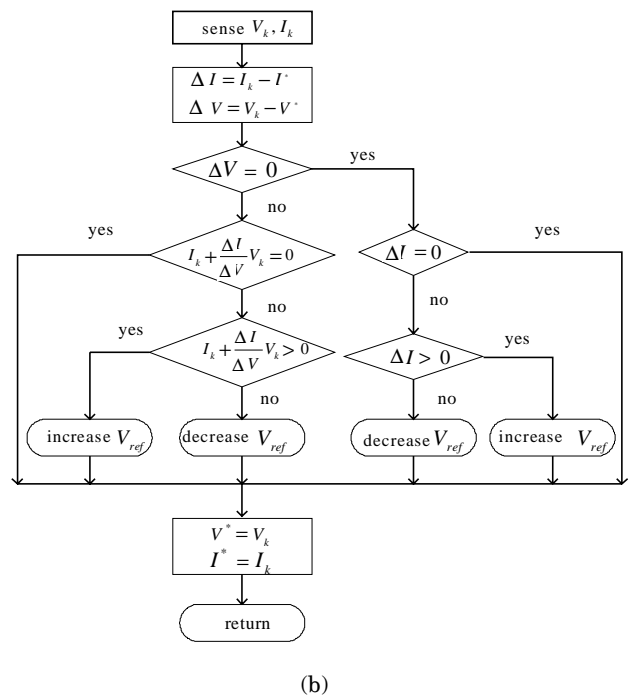 sense V_k, I_k
Δ I = I_k − I*
Δ V = V_k − V*
yes
ΔV = 0
no
yes
yes
I_k + ΔI/ΔV V_k = 0
ΔI = 0
no
no
yes
yes
I_k + ΔI/ΔV V_k > 0
ΔI > 0
no
no
increase V_ref
decrease V_ref
decrease V_ref
increase V_ref
V* = V_k
I* = I_k
return
(b)